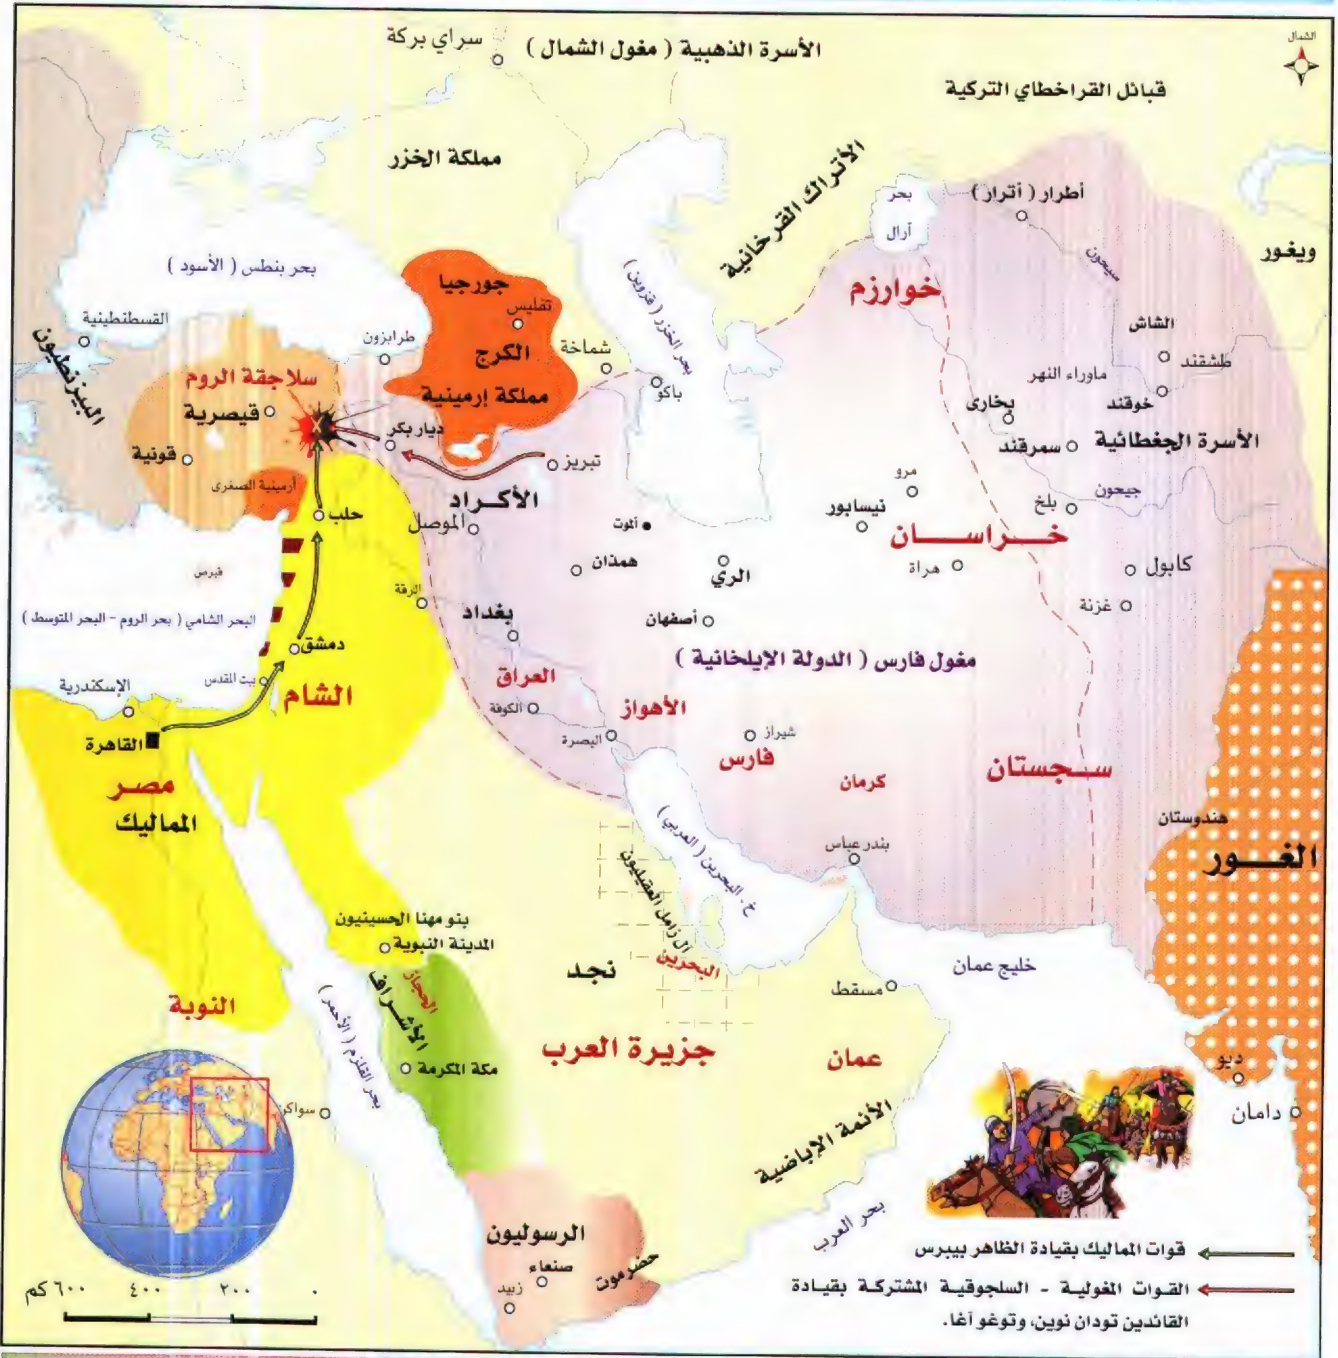 الشمال
سراي بركة
الأسرة الذهبية ( مغول الشمال )
قبائل القراخطاي التركية
مملكة الخزر
الأتراك القرخانية
بحر
آرال
أطرار ( أترار )
سيحون
ويغور
بحر بنطس ( الأسود )
جورجيا
تفليس
الكرج
مملكة إرمينية
بحر الخزر ( قزوين )
خوارزم
القسطنطينية
البيزنطيون
طرابزون
شماخة
باكو
الشاش
طشقند
ماوراء النهر
خوقند
سلاجقة الروم
قيصرية
قونية
ديار بكر
تبريز
بخارى
سمرقند
الأسرة الجغطائية
جيحون
أرمينية الصغرى
حلب
الأكراد
الموصل
ألموت
مرو
نيسابور
بلخ
خراسان
هراة
كابول
غزنة
قبرص
البحر الشامي ( بحر الروم - البحر المتوسط )
الرقة
همذان
الري
بغداد
أصفهان
دمشق
بيت المقدس
الشام
العراق
الكوفة
البصرة
الأهواز
مغول فارس ( الدولة الإيلخانية )
الإسكندرية
القاهرة
مصر
المماليك
شيراز
فارس
كرمان
سجستان
بندر عباس
هندوستان
الغور
خ. البحرين ( العربي )
آل زامل العقيليون
البحرين
بنو مهنا الحسينيون
المدينة النبوية
الحجاز
الأشراف
مكة المكرمة
نجد
جزيرة العرب
خليج عمان
مسقط
عمان
الأئمة الإباضية
بحر العرب
النوبة
بحر القلزم ( الأحمر )
سواكن
ديو
دامان
الرسوليون
صنعاء
زبيد
حضرموت
٠ ٢٠٠ ٤٠٠ ٦٠٠ كم
قوات المماليك بقيادة الظاهر بيبرس
القوات المغولية - السلجوقية المشتركة بقيادة
القائدين تودان نوين، وتوغو آغا.